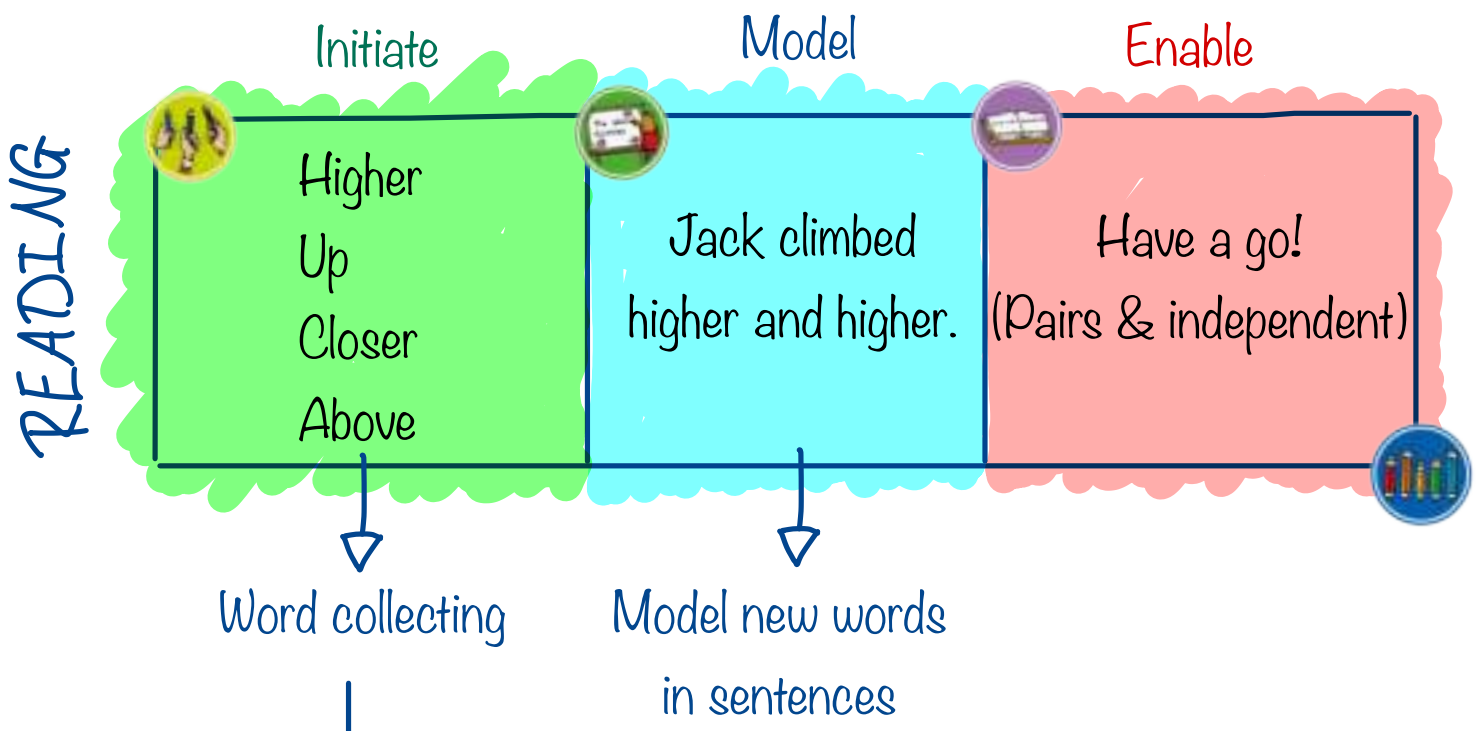 Initiate
Model
Enable
READING
Higher
Up
Closer
Above
Jack climbed
higher and higher.
Have a go!
(Pairs & independent)
Word collecting
Model new words
in sentences